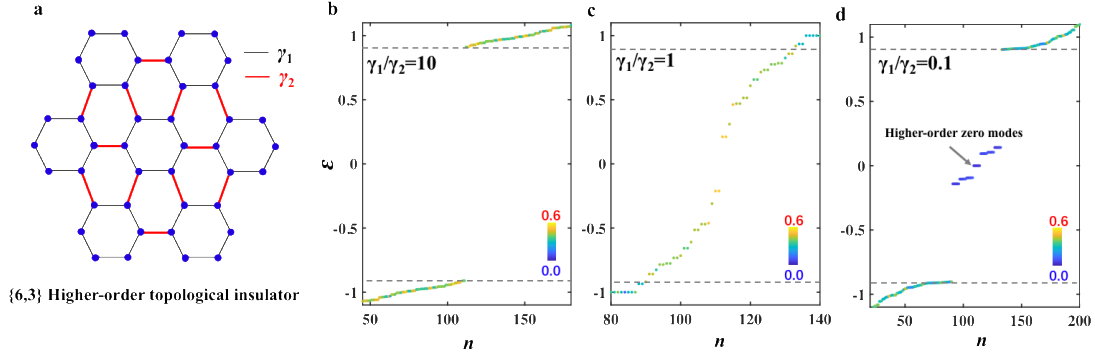 a
γ₁
γ₂
{6,3} Higher-order topological insulator
b
γ₁/γ₂=10
1
0.5
0
-0.5
-1
ε
0.6
0.0
50
100
150
n
c
γ₁/γ₂=1
1
0.5
0
-0.5
-1
0.6
0.0
80
100
120
140
n
d
γ₁/γ₂=0.1
Higher-order zero modes
1
0.5
0
-0.5
-1
0.6
0.0
50
100
150
200
n